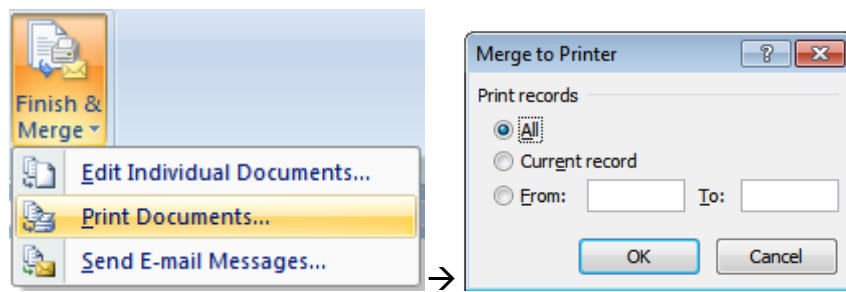 Finish &
Merge
Edit Individual Documents...
Print Documents...
Send E-mail Messages...
→
Merge to Printer
?
Print records
All
Current record
From: To:
OK Cancel